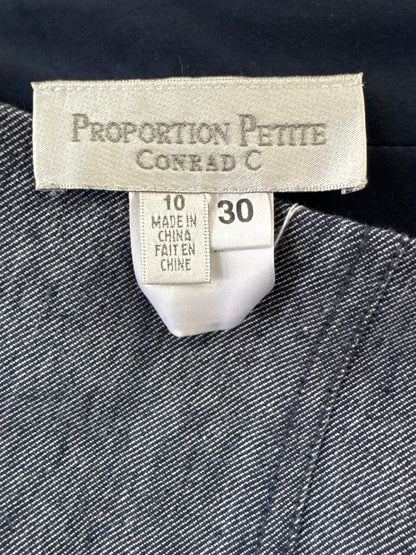 PROPORTION PETITE
CONRAD C
10
MADE IN
CHINA
FAIT EN
CHINE
30